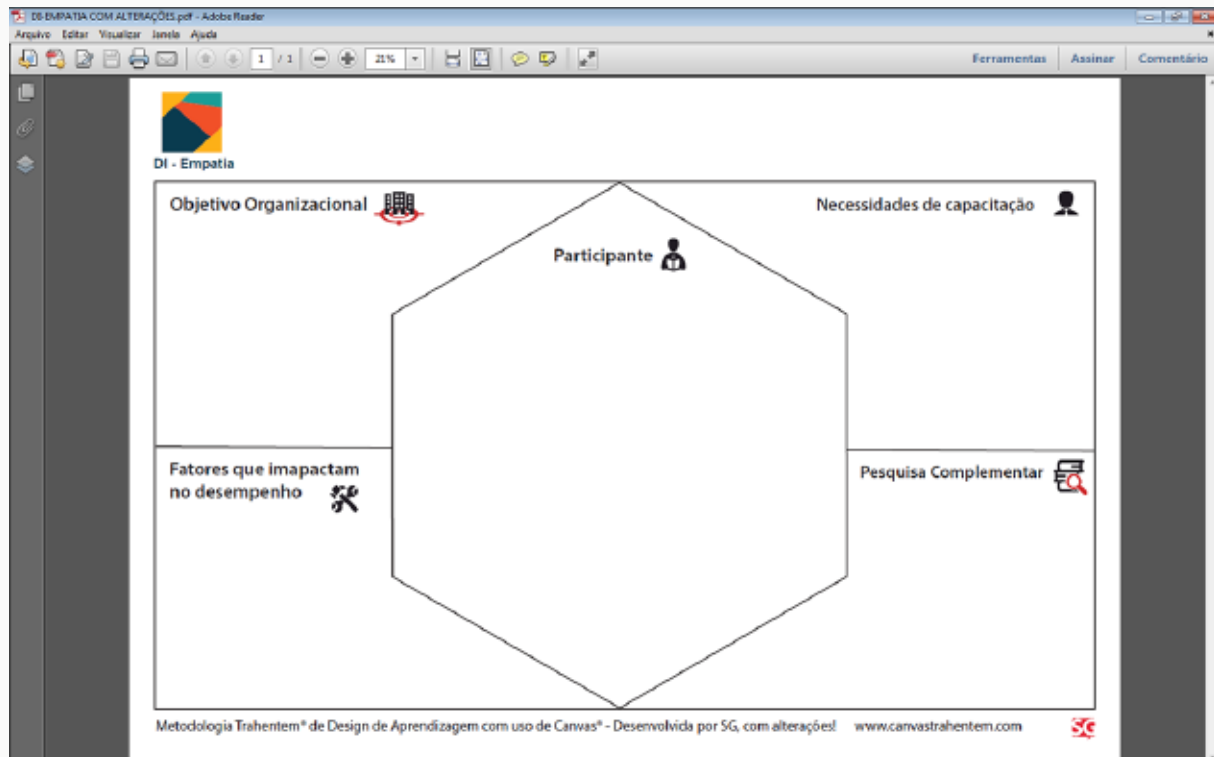 DI-EMPATIA COM ALTERAÇÕES.pdf - Adobe Reader
Arquivo Editar Visualizar Janela Ajuda
1 / 1 21% Ferramentas Assinar Comentário
DI - Empatia
Objetivo Organizacional
Necessidades de capacitação
Participante
Fatores que imapactam
no desempenho
Pesquisa Complementar
Metodologia Trahentem® de Design de Aprendizagem com uso de Canvas® - Desenvolvida por SG, com alterações! www.canvastrahentem.com
SG